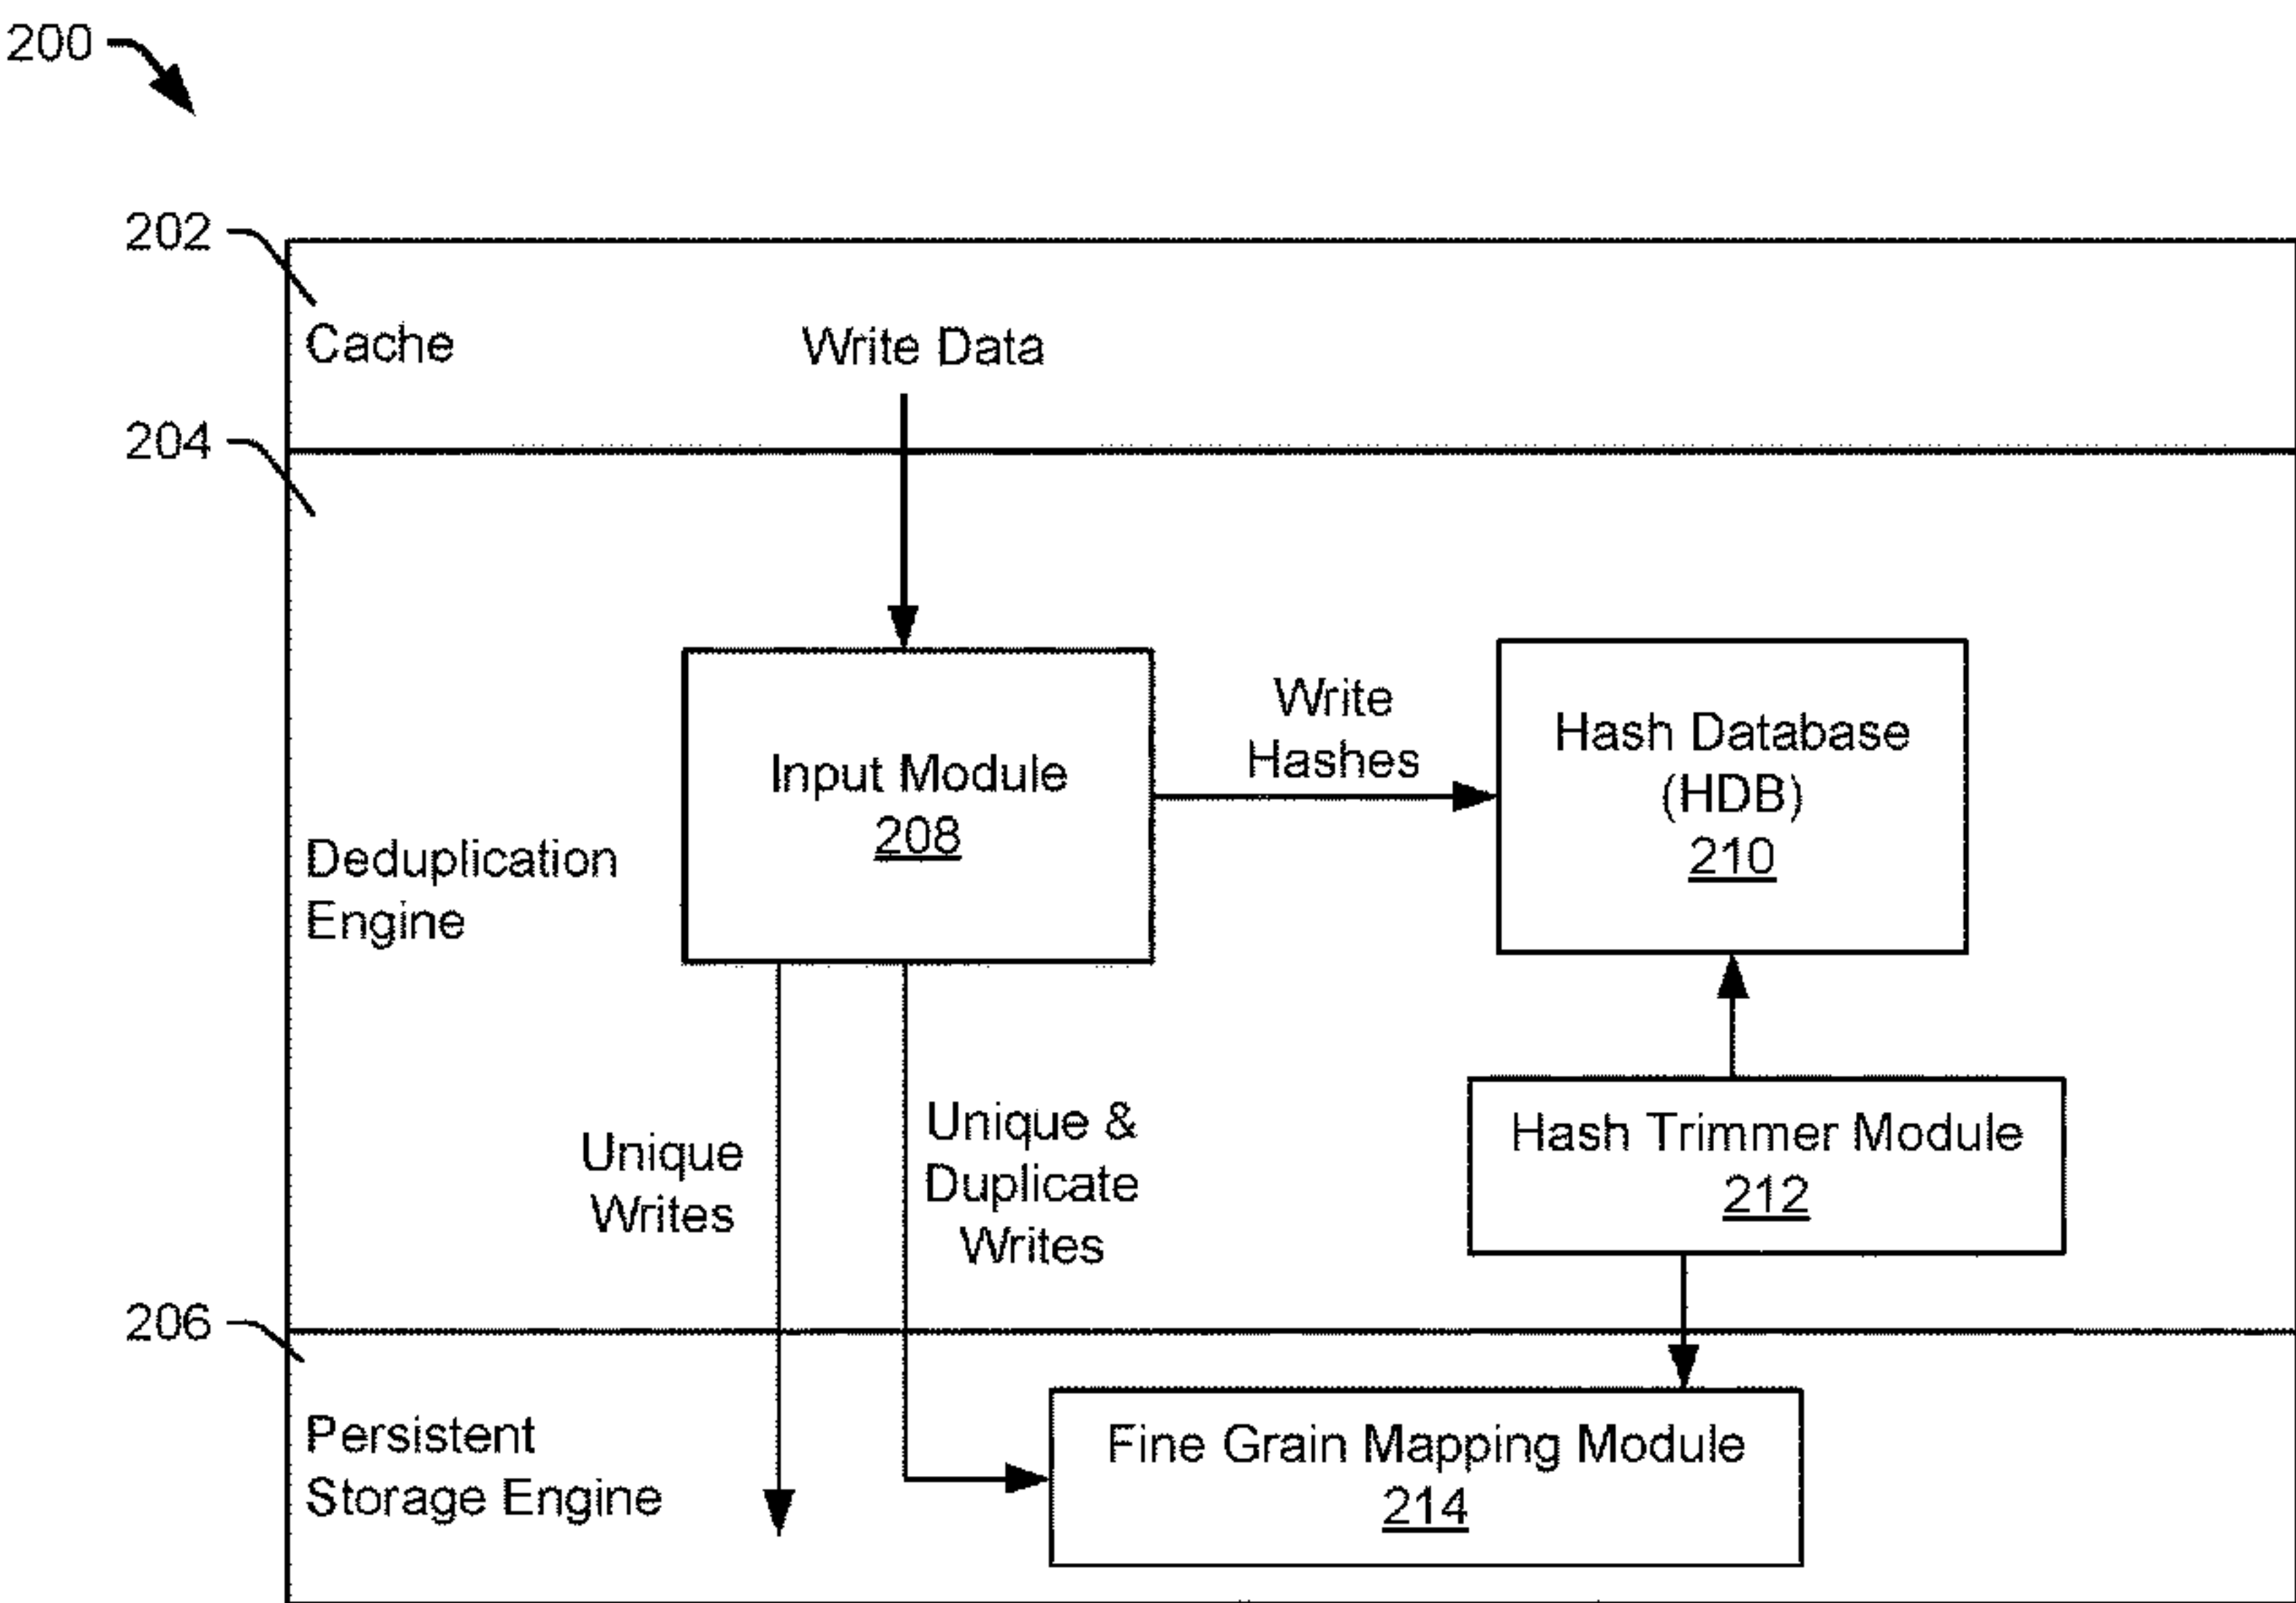 200
202
Cache
Write Data
204
Write
Hashes
Input Module
208
Hash Database
(HDB)
210
Deduplication
Engine
Unique
Writes
Unique &
Duplicate
Writes
Hash Trimmer Module
212
206
Persistent
Storage Engine
Fine Grain Mapping Module
214